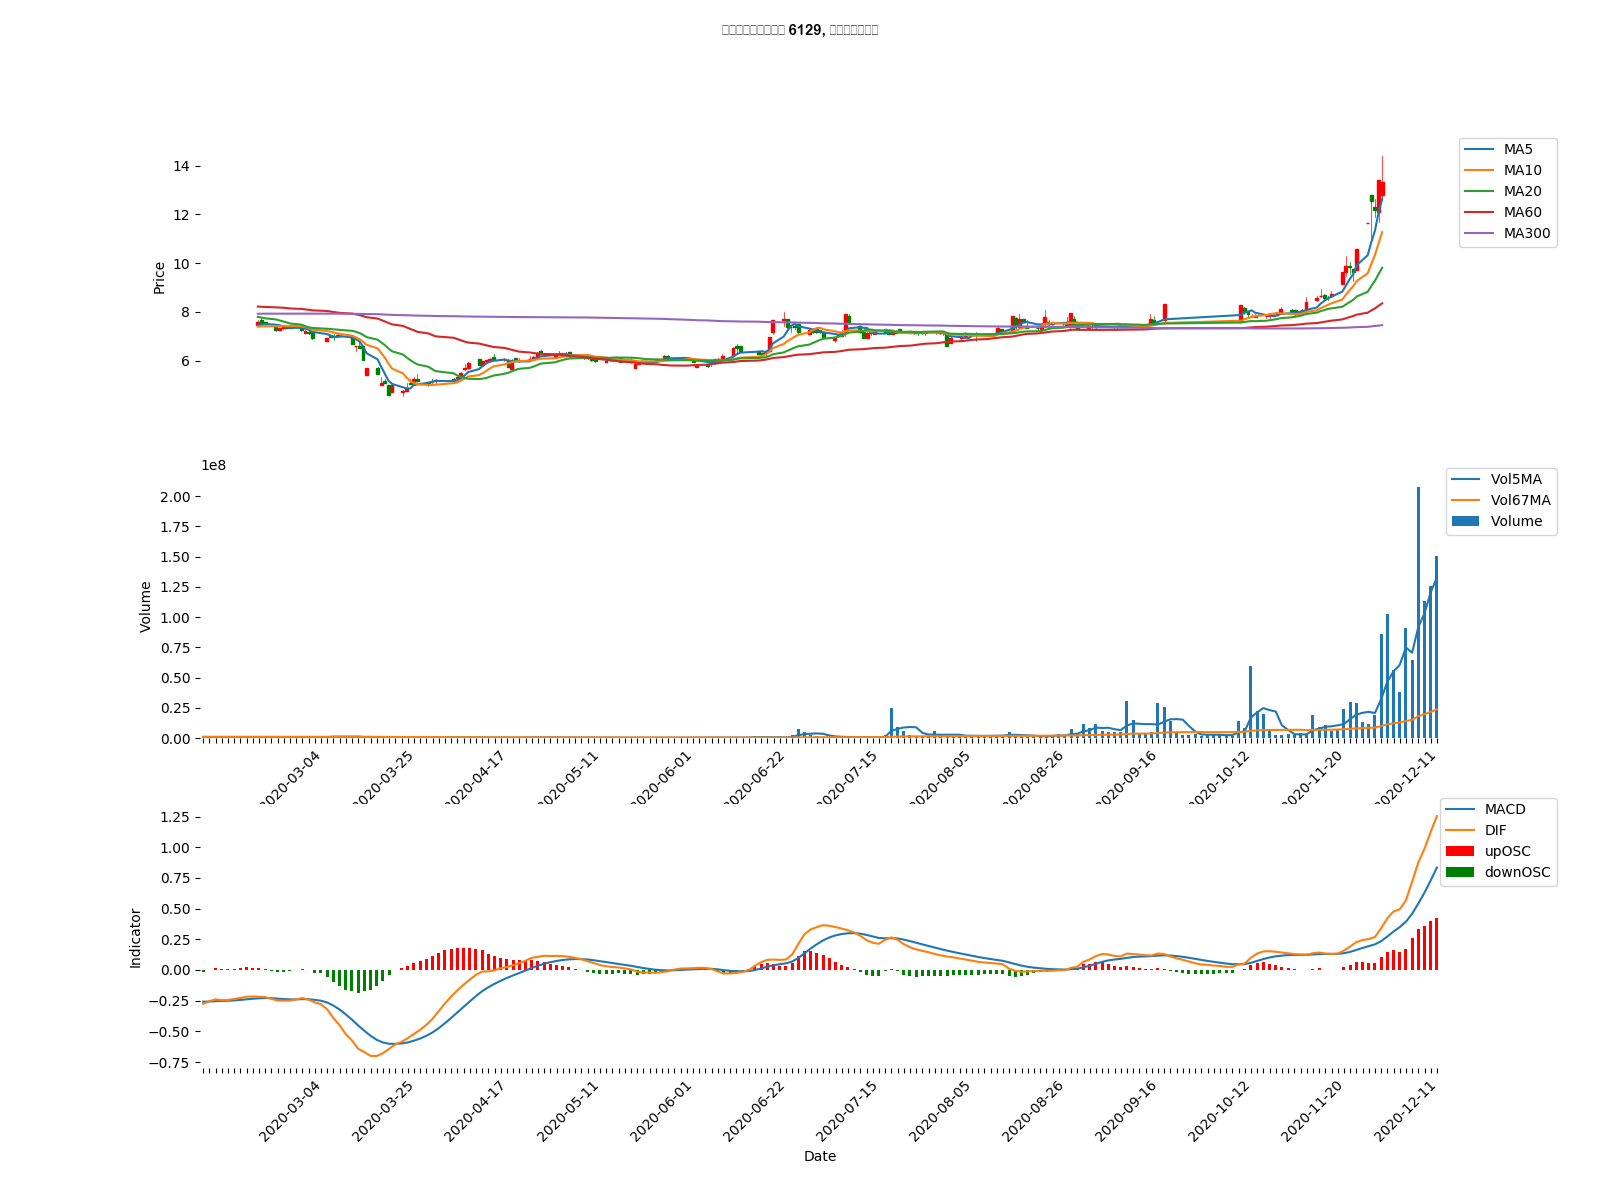 6129,
14
12
10
8
6
Price
MA5
MA10
MA20
MA60
MA300
1e8
2.00
1.75
1.50
1.25
1.00
0.75
0.50
0.25
0.00
Volume
Vol5MA
Vol67MA
Volume
2020-03-04
2020-03-25
2020-04-17
2020-05-11
2020-06-01
2020-06-22
2020-07-15
2020-08-05
2020-08-26
2020-09-16
2020-10-12
2020-11-20
2020-12-11
1.25
1.00
0.75
0.50
0.25
0.00
−0.25
−0.50
−0.75
Indicator
MACD
DIF
upOSC
downOSC
2020-03-04
2020-03-25
2020-04-17
2020-05-11
2020-06-01
2020-06-22
2020-07-15
2020-08-05
2020-08-26
2020-09-16
2020-10-12
2020-11-20
2020-12-11
Date